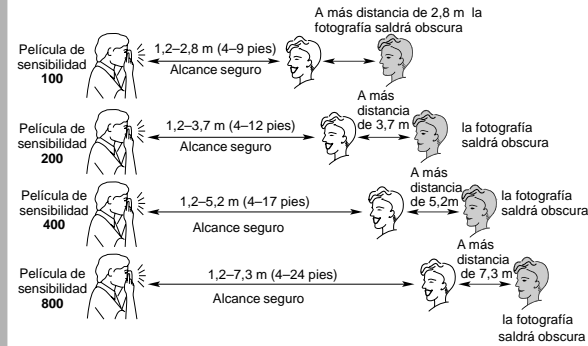 A más distancia de 2,8 m la
fotografía saldrá obscura
Película de
sensibilidad
100
1,2–2,8 m (4–9 pies)
Alcance seguro
Película de
sensibilidad
200
1,2–3,7 m (4–12 pies)
Alcance seguro
A más
distancia
de 3,7 m
la fotografía
saldrá obscura
Película de
sensibilidad
400
1,2–5,2 m (4–17 pies)
Alcance seguro
A más
distancia
de 5,2m
la fotografía
saldrá obscura
Película de
sensibilidad
800
1,2–7,3 m (4–24 pies)
Alcance seguro
A más
distancia
de 7,3 m
la fotografía
saldrá obscura